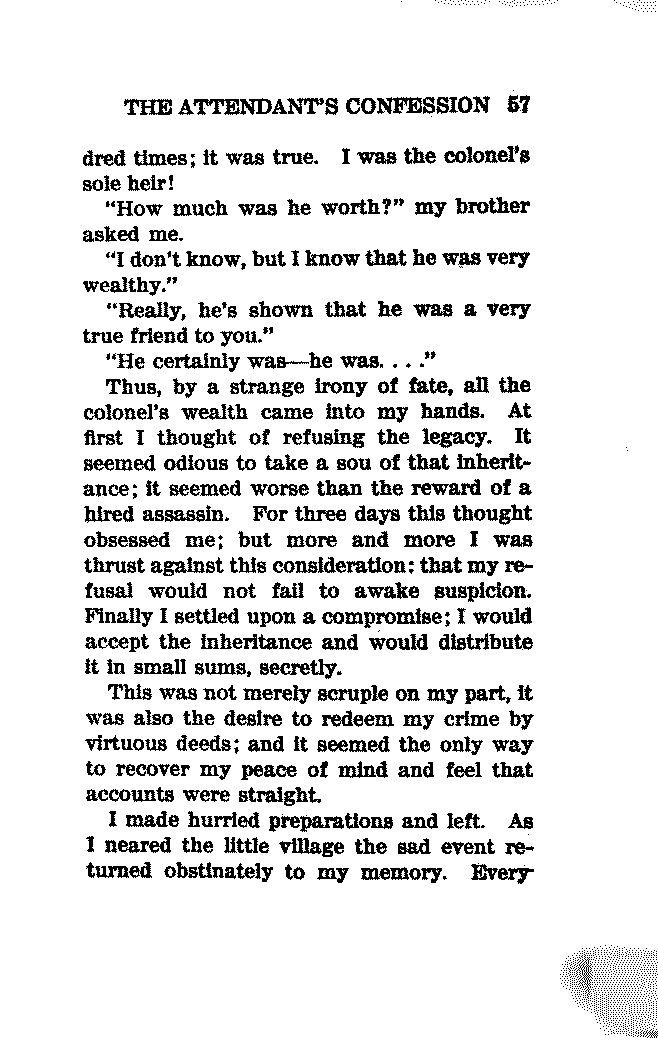 THE ATTENDANT'S CONFESSION 57
dred times; it was true. I was the colonel's
sole heir!
"How much was he worth?" my brother
asked me.
"I don't know, but I know that he was very
wealthy."
"Really, he's shown that he was a very
true friend to you."
"He certainly was—he was. . . ."
Thus, by a strange irony of fate, all the
colonel's wealth came into my hands. At
first I thought of refusing the legacy. It
seemed odious to take a sou of that inherit-
ance; it seemed worse than the reward of a
hired assassin. For three days this thought
obsessed me; but more and more I was
thrust against this consideration: that my re-
fusal would not fail to awake suspicion.
Finally I settled upon a compromise; I would
accept the inheritance and would distribute
it in small sums, secretly.
This was not merely scruple on my part, it
was also the desire to redeem my crime by
virtuous deeds; and it seemed the only way
to recover my peace of mind and feel that
accounts were straight.
I made hurried preparations and left. As
I neared the little village the sad event re-
turned obstinately to my memory. Every-